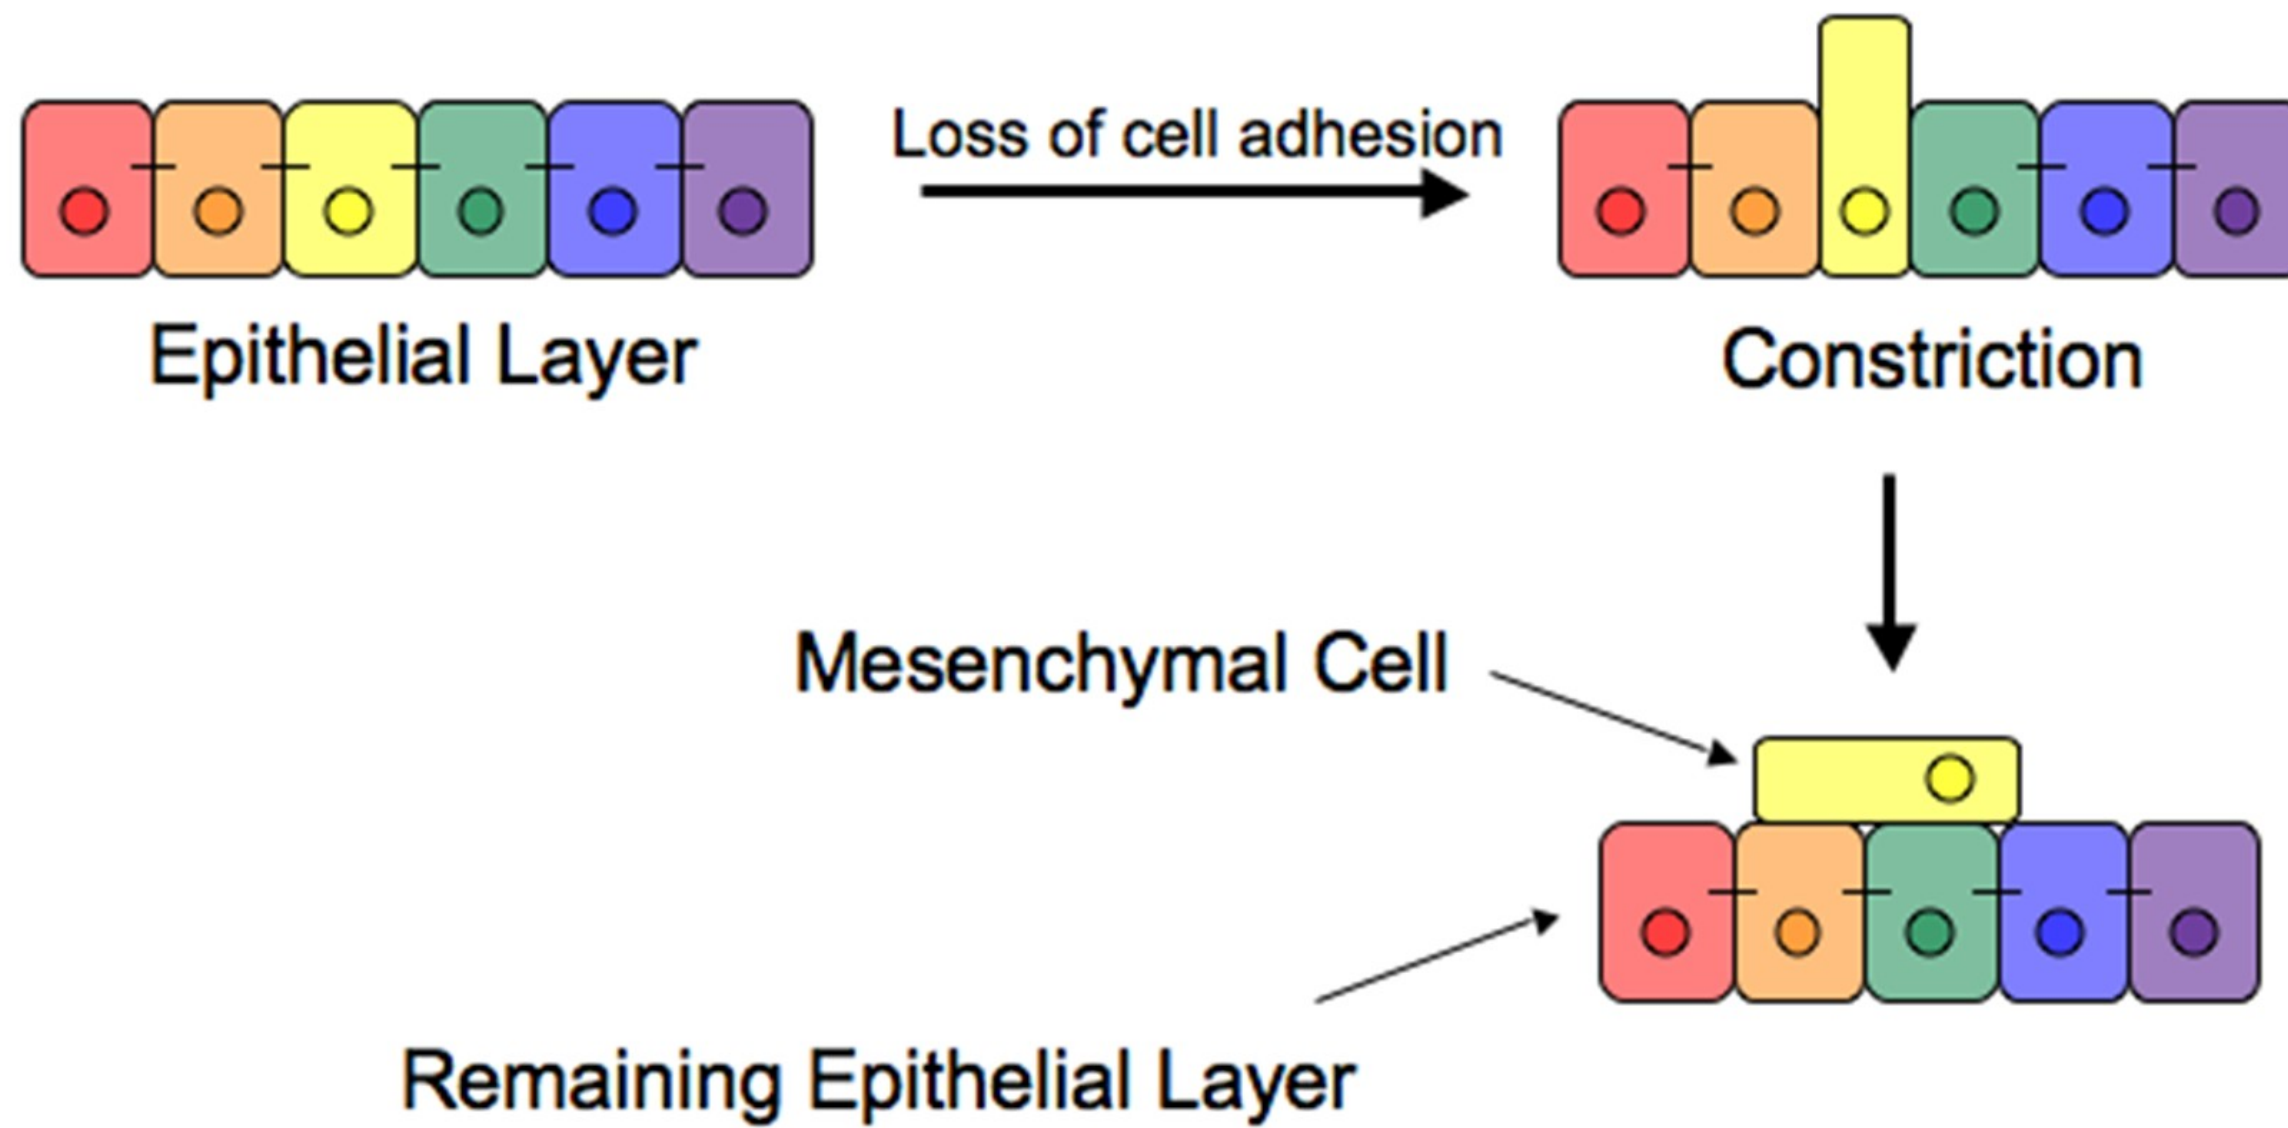 Loss of cell adhesion
Epithelial Layer
Constriction
Mesenchymal Cell
Remaining Epithelial Layer